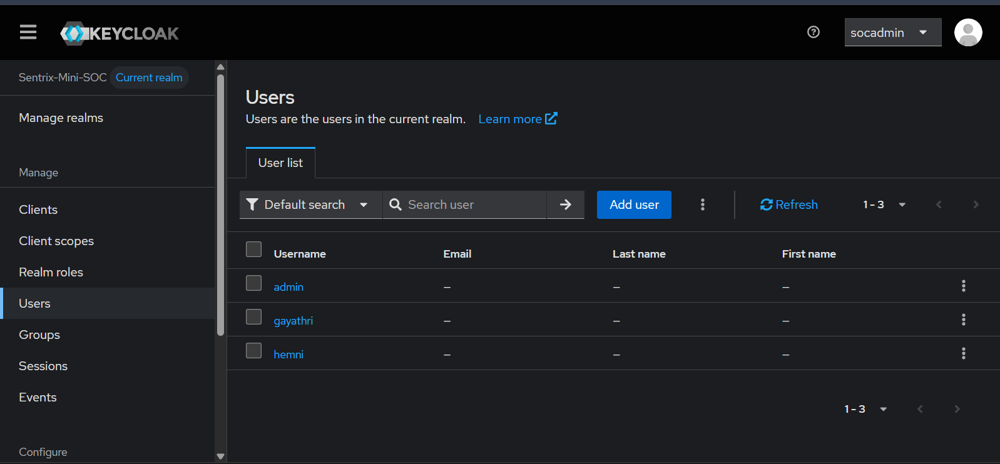 KEYCLOAK
socadmin
Sentrix-Mini-SOC Current realm
Manage realms
Manage
Clients
Client scopes
Realm roles
Users
Groups
Sessions
Events
Configure
Users
Users are the users in the current realm. Learn more
User list
Default search Search user Add user Refresh 1 - 3
Username Email Last name First name
admin – – –
gayathri – – –
hemni – – –
1 - 3